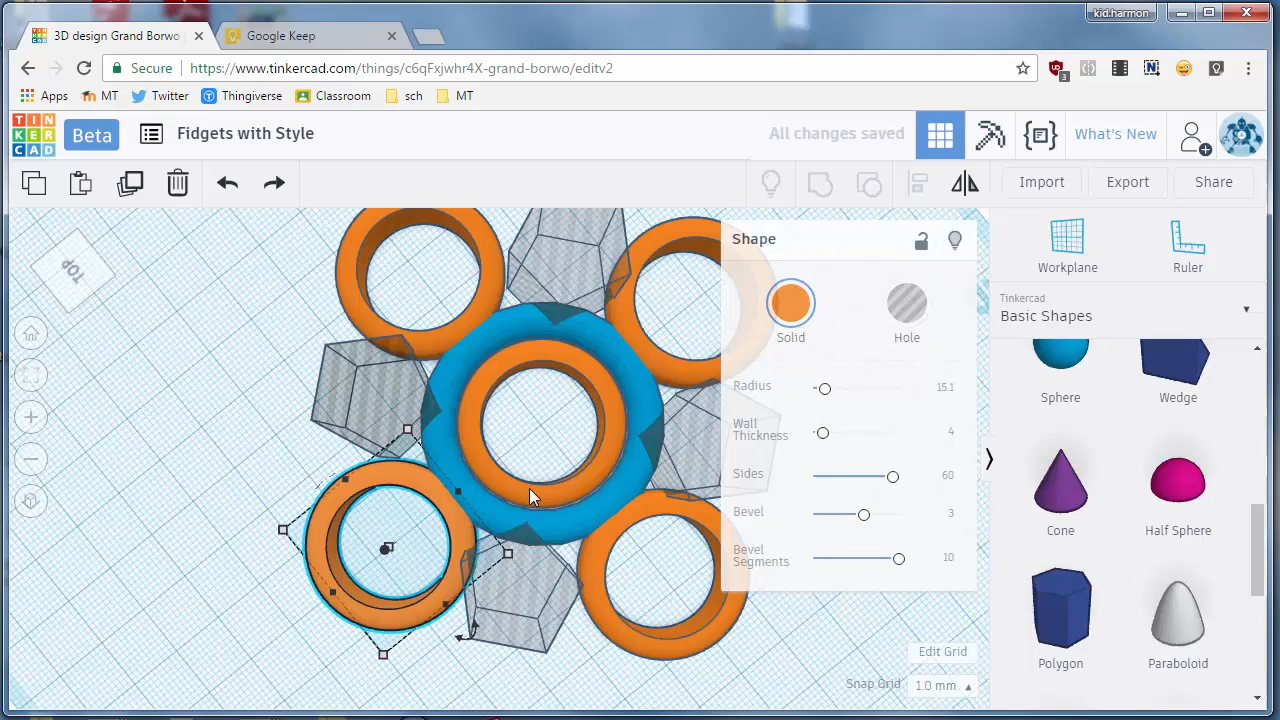 kid.harmon
3D design Grand Borwo
Google Keep
Secure
https://www.tinkercad.com/things/c6qFxjwhr4X-grand-borwo/editv2
3
Apps
MT
Twitter
Thingiverse
Classroom
sch
MT
TIN
KER
CAD
Beta
Fidgets with Style
All changes saved
What's New
Import
Export
Share
TOP
Shape
Solid
Hole
Radius
15.1
Wall
Thickness
4
Sides
60
Bevel
3
Bevel
Segments
10
Edit Grid
Snap Grid
1.0 mm
Workplane
Ruler
Tinkercad
Basic Shapes
Sphere
Wedge
Cone
Half Sphere
Polygon
Paraboloid